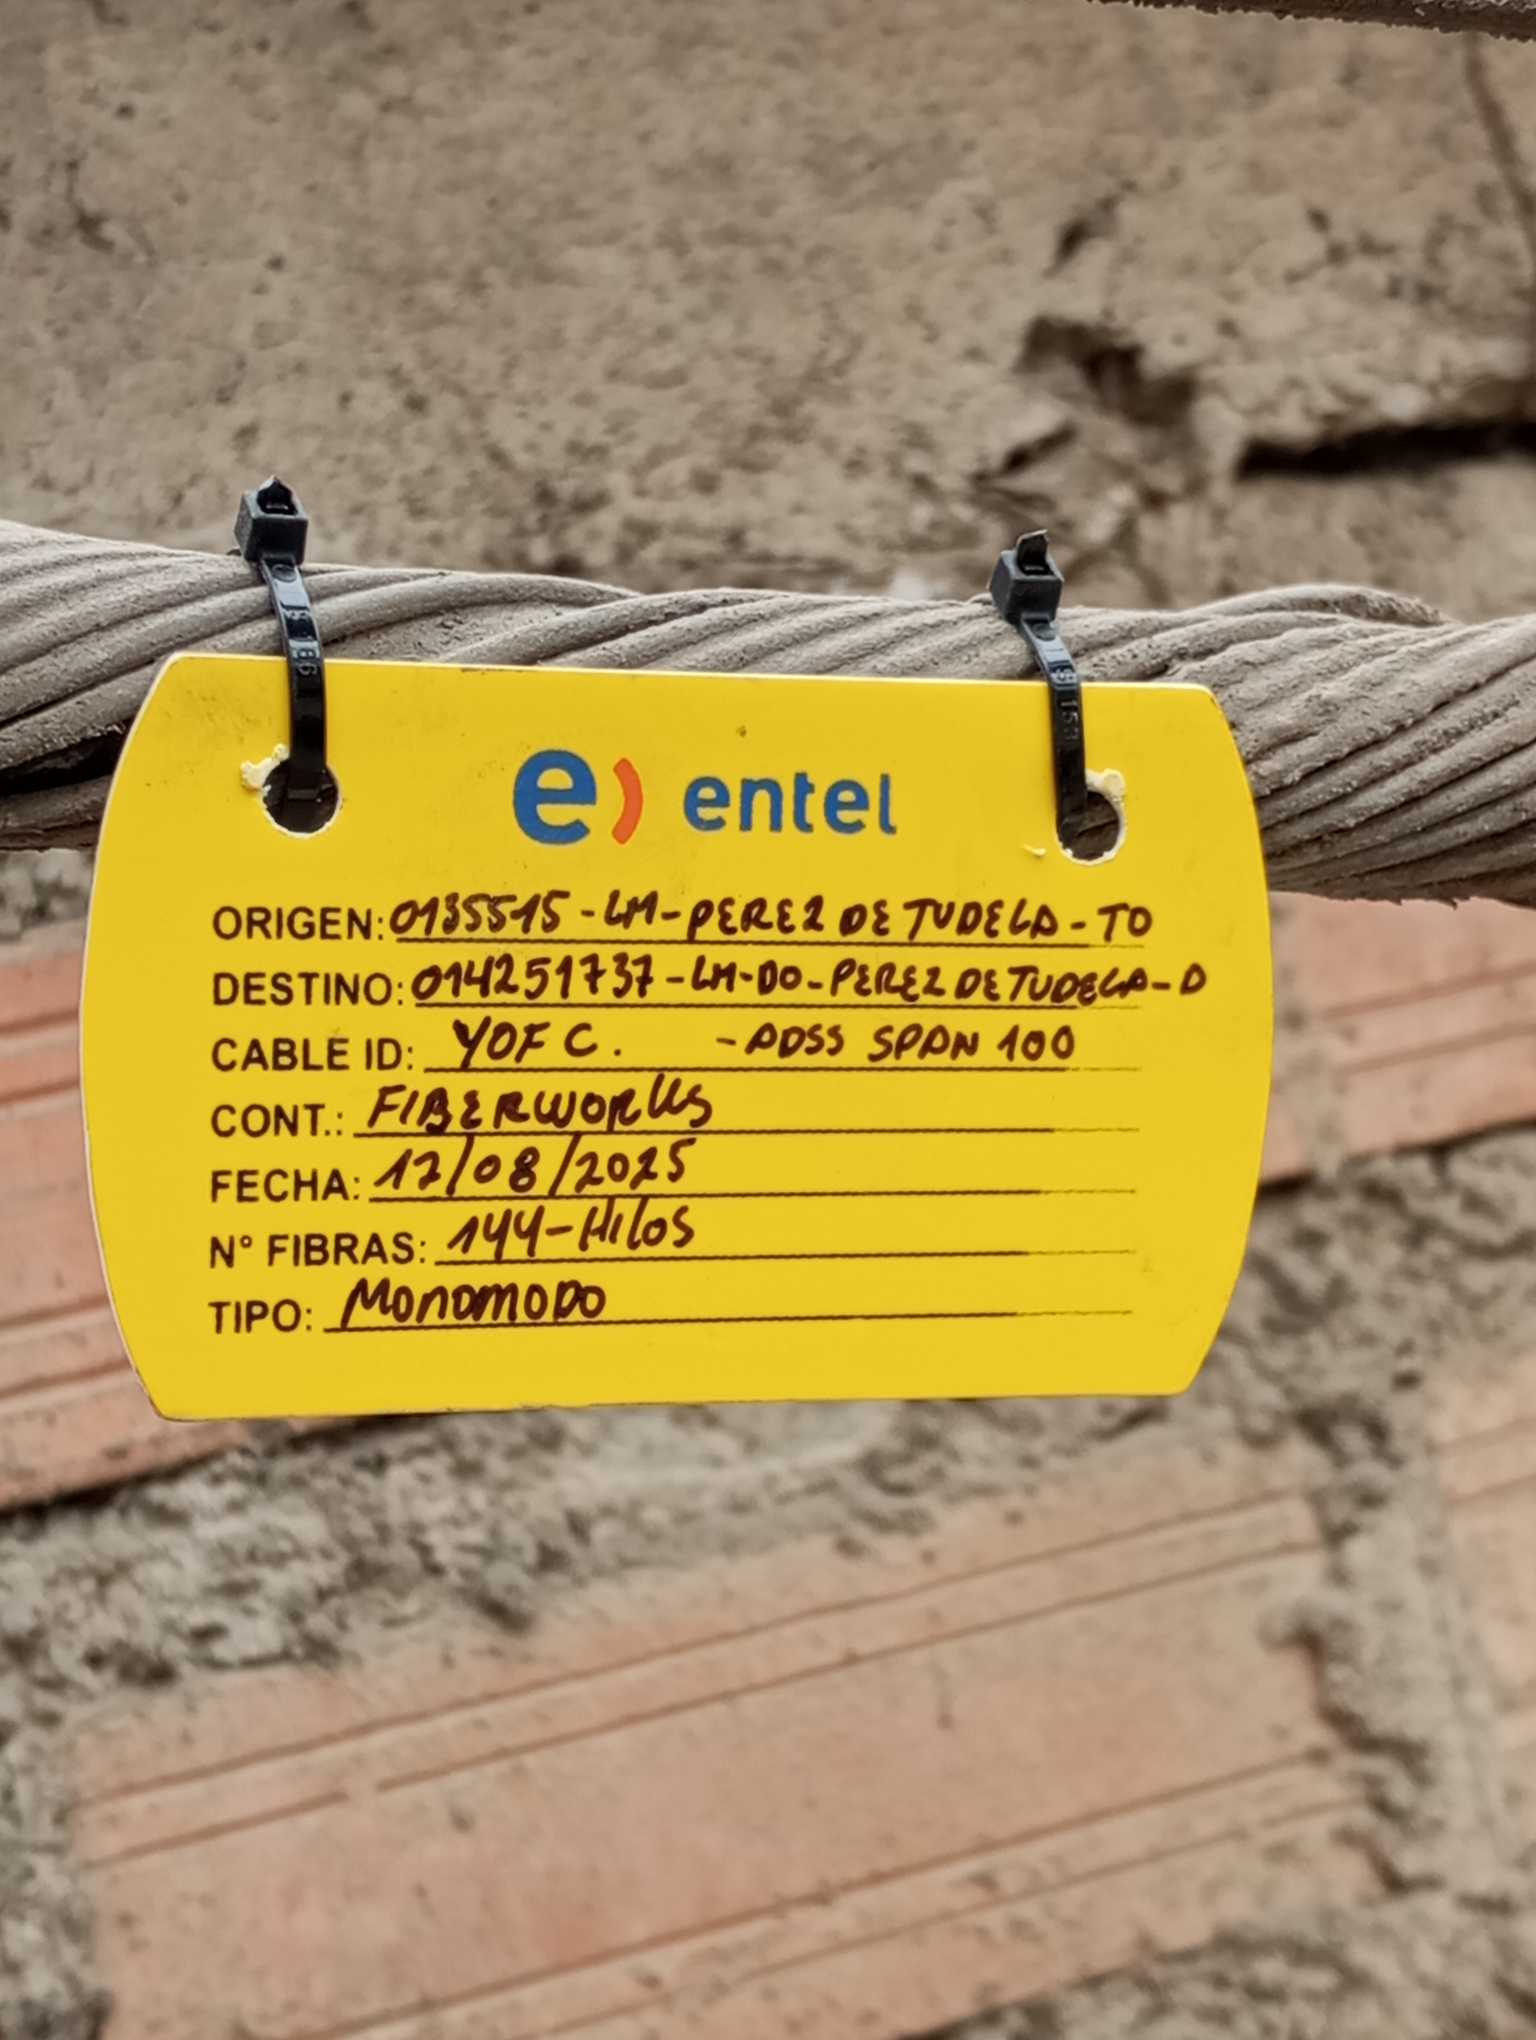 e) entel
ORIGEN: 0135515-LM-PEREZ DE TUDELA-TO
DESTINO: 014251737-LM-DO-PEREZ DE TUDELA-D
CABLE ID: YOFC. -ADSS SPAN 100
CONT.: FIBERWORKS
FECHA: 17/08/2025
N° FIBRAS: 144-Hilos
TIPO: MONOMODO